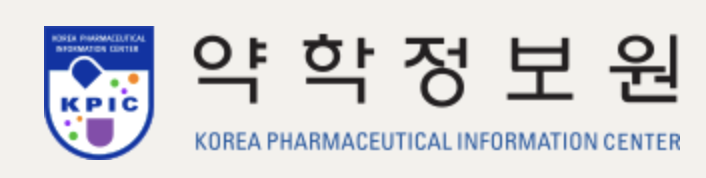 KOREA PHARMACEUTICAL
INFORMATION CENTER
KPIC
약학정보원
KOREA PHARMACEUTICAL INFORMATION CENTER